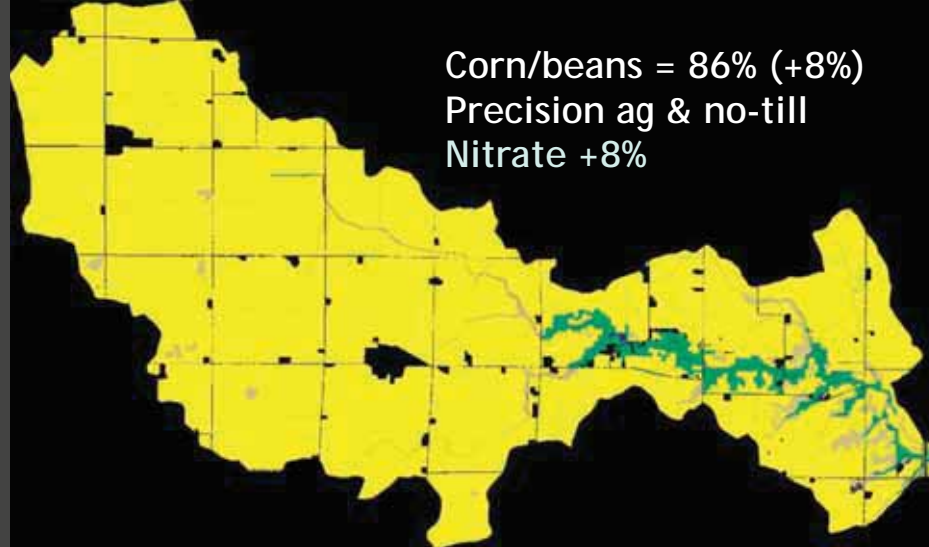 Corn/beans = 86% (+8%)
Precision ag & no-till
Nitrate +8%